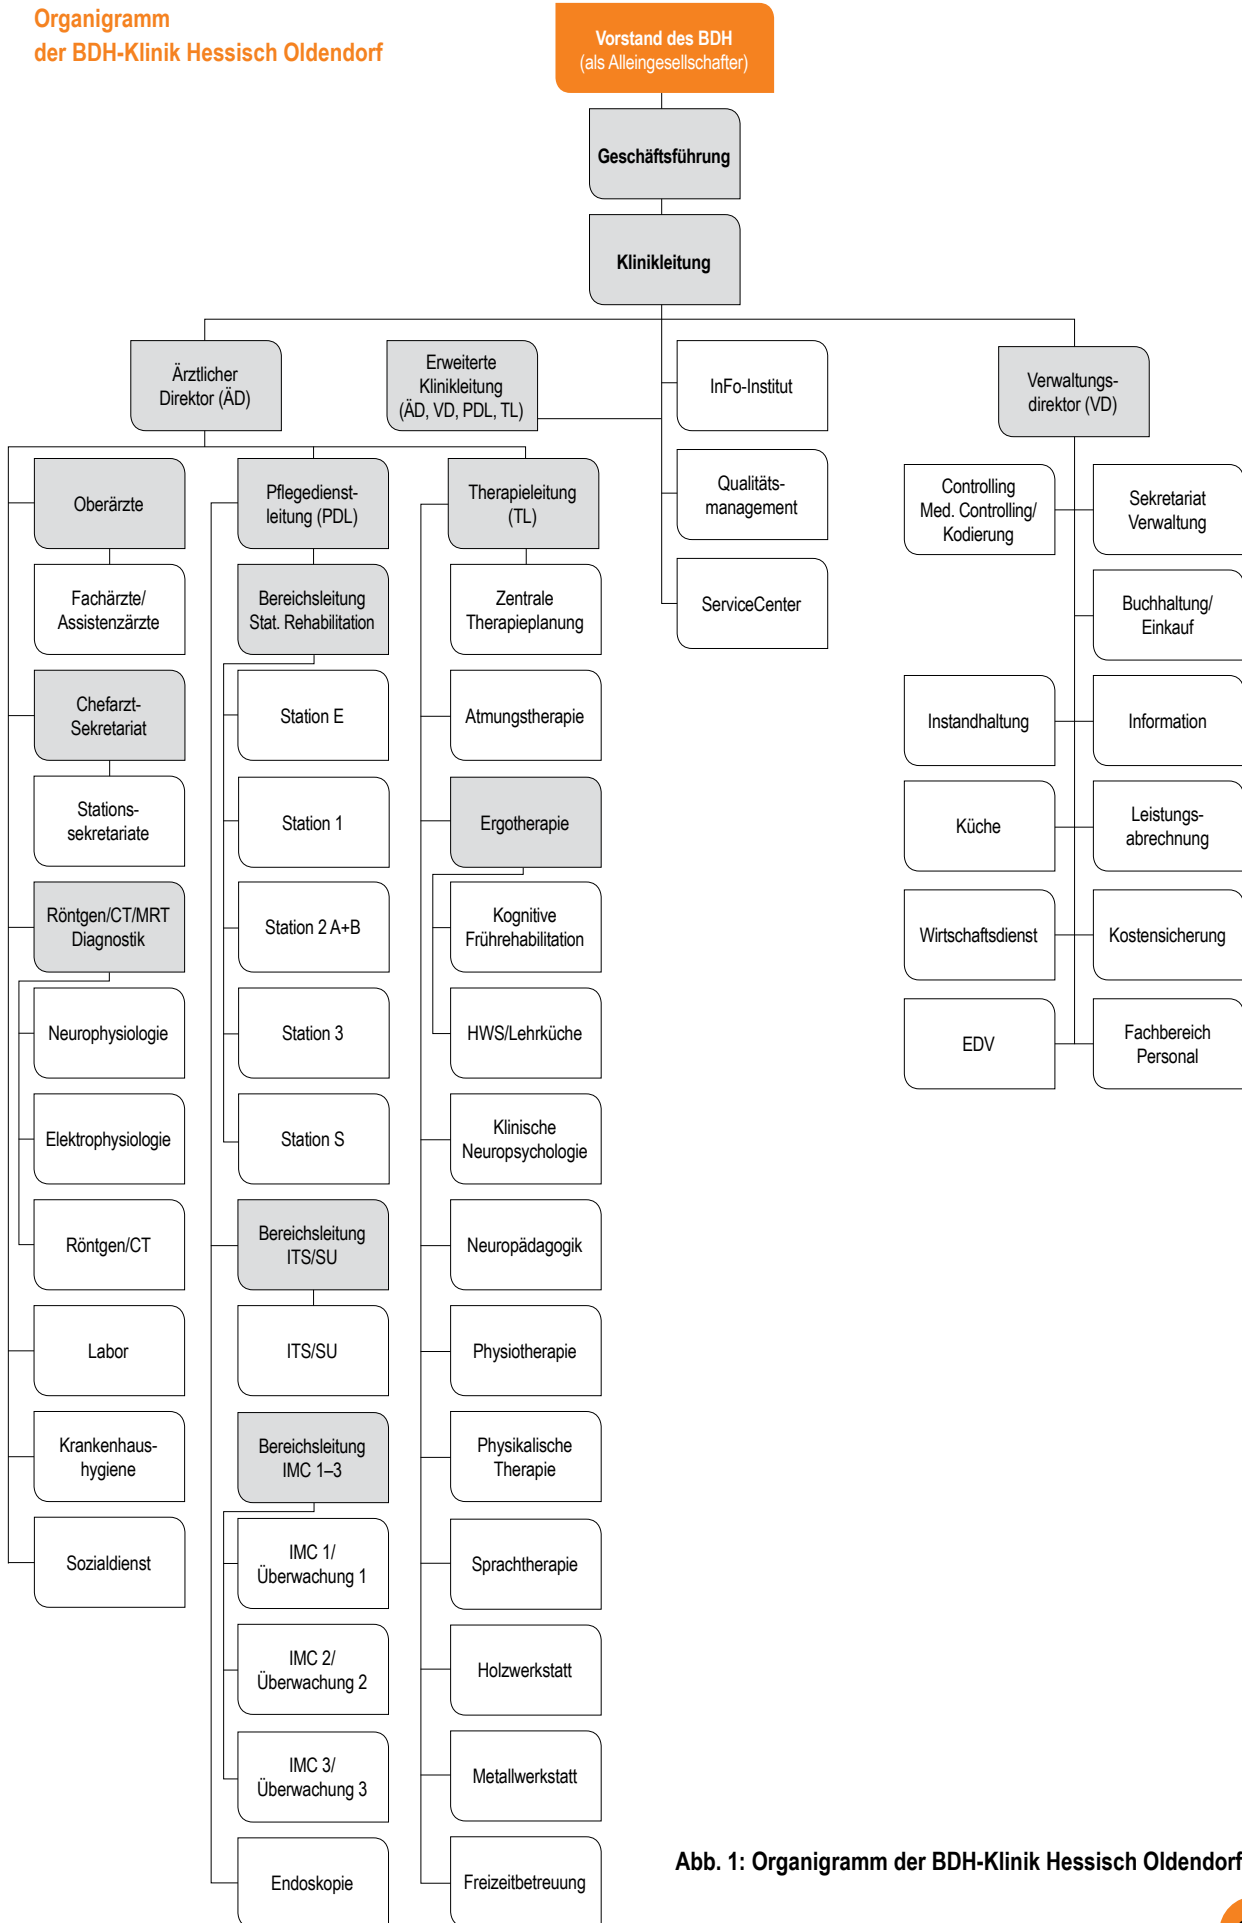 Organigramm
der BDH-Klinik Hessisch Oldendorf
Vorstand des BDH
(als Alleingesellschafter)
Geschäftsführung
Klinikleitung
Ärztlicher
Direktor (ÄD)
Erweiterte
Klinikleitung
(ÄD, VD, PDL, TL)
InFo-Institut
Qualitäts-
management
ServiceCenter
Verwaltungs-
direktor (VD)
Oberärzte
Fachärzte/
Assistenzärzte
Chefarzt-
Sekretariat
Stations-
sekretariate
Röntgen/CT/MRT
Diagnostik
Neurophysiologie
Elektrophysiologie
Röntgen/CT
Labor
Krankenhaus-
hygiene
Sozialdienst
Pflegedienst-
leitung (PDL)
Bereichsleitung
Stat. Rehabilitation
Station E
Station 1
Station 2 A+B
Station 3
Station S
Bereichsleitung
ITS/SU
ITS/SU
Bereichsleitung
IMC 1–3
IMC 1/
Überwachung 1
IMC 2/
Überwachung 2
IMC 3/
Überwachung 3
Endoskopie
Therapieleitung
(TL)
Zentrale
Therapieplanung
Atmungstherapie
Ergotherapie
Kognitive
Frührehabilitation
HWS/Lehrküche
Klinische
Neuropsychologie
Neuropädagogik
Physiotherapie
Physikalische
Therapie
Sprachtherapie
Holzwerkstatt
Metallwerkstatt
Freizeitbetreuung
Controlling
Med. Controlling/
Kodierung
Sekretariat
Verwaltung
Buchhaltung/
Einkauf
Instandhaltung
Information
Küche
Leistungs-
abrechnung
Wirtschaftsdienst
Kostensicherung
EDV
Fachbereich
Personal
Abb. 1: Organigramm der BDH-Klinik Hessisch Oldendorf